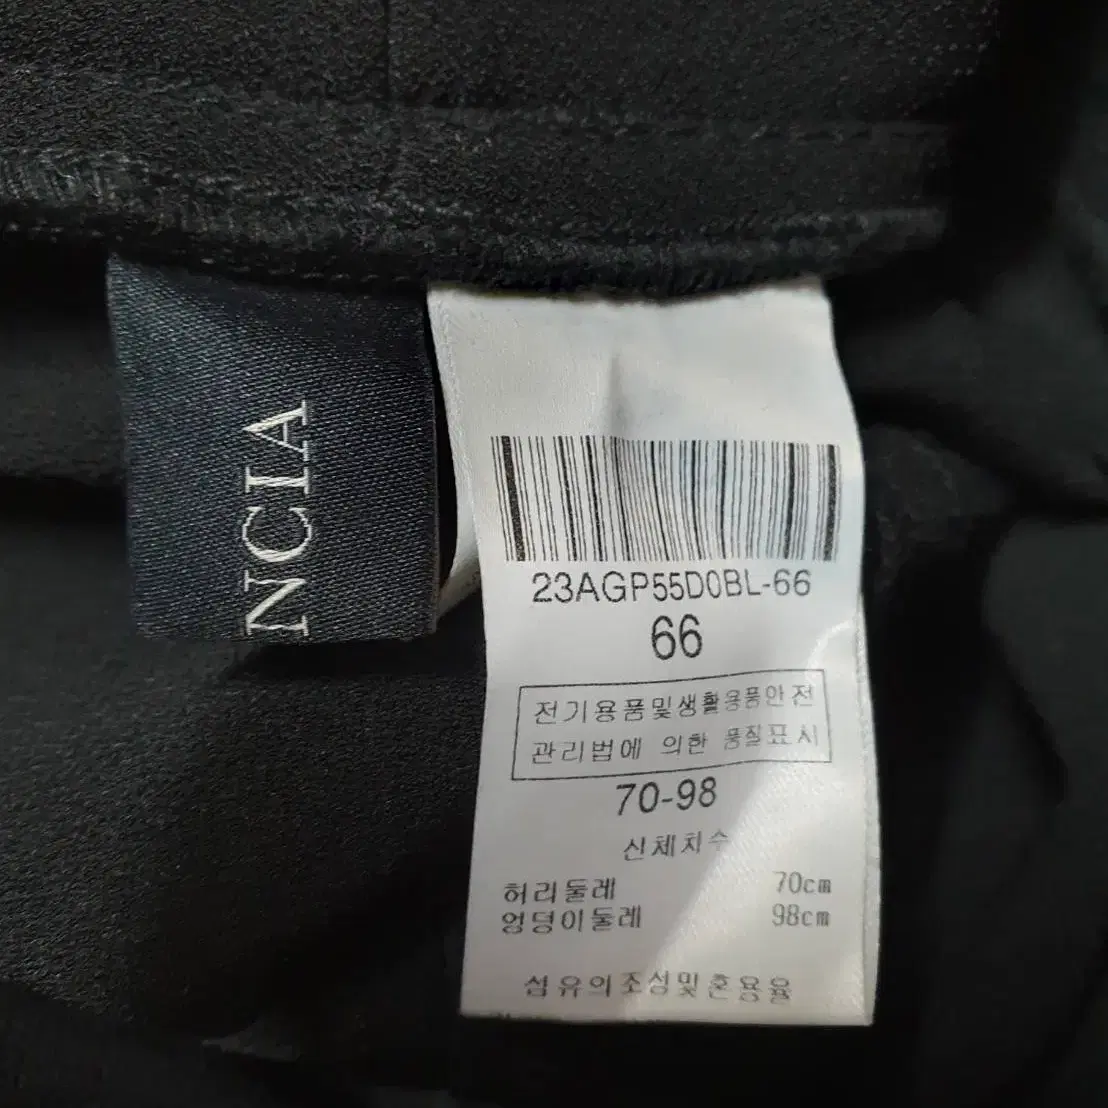 NCIA
23AGP55D0BL-66
66
전기용품및생활용품안전
관리법에 의한 품질표시
70-98
신체치수
허리둘레 70cm
엉덩이둘레 98cm
섬유의조성및혼용율